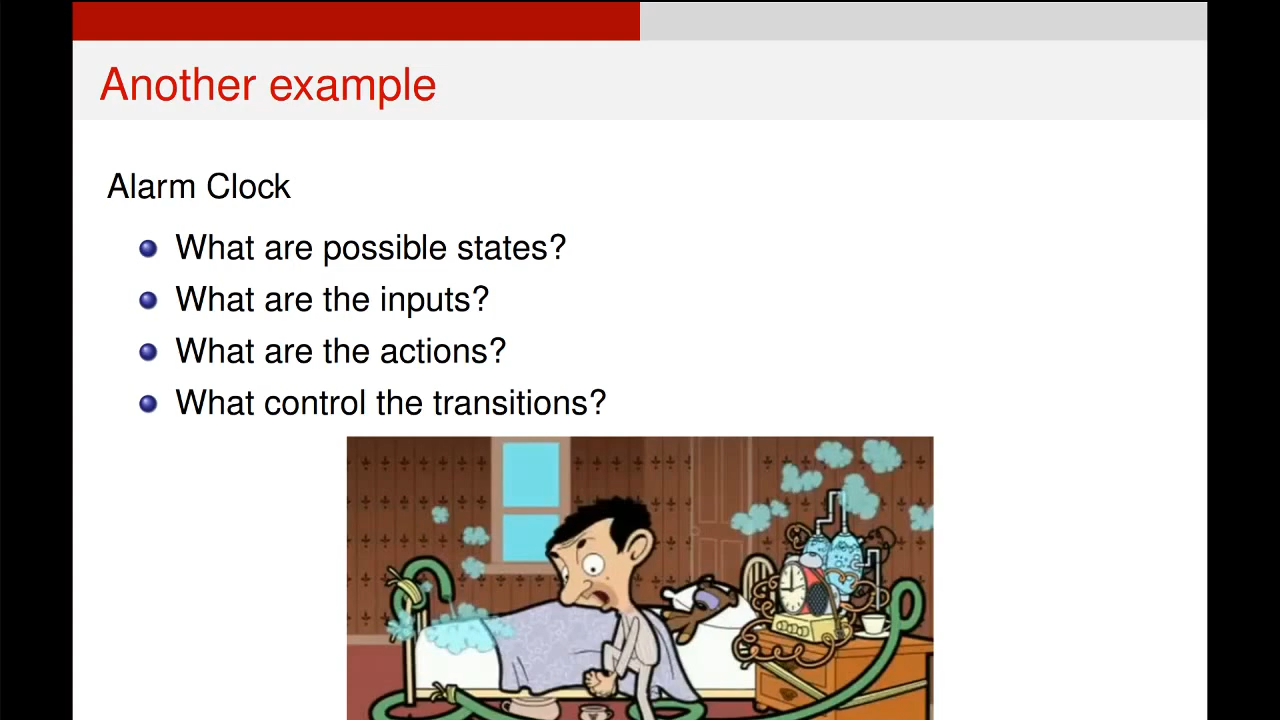 Another example
Alarm Clock
What are possible states?
What are the inputs?
What are the actions?
What control the transitions?